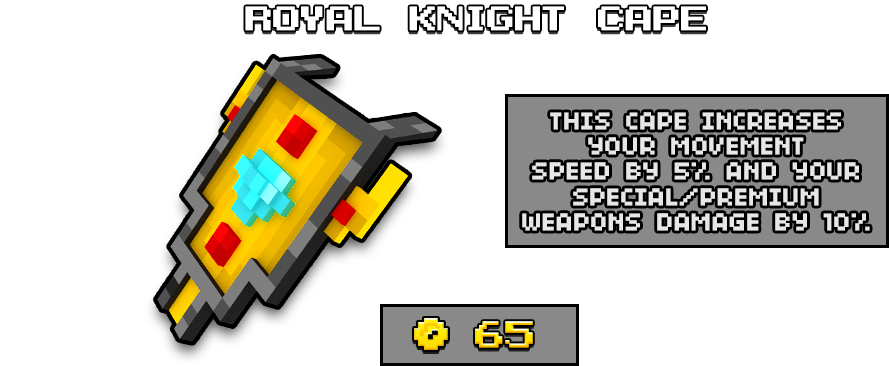 ROYAL KNIGHT CAPE
THIS CAPE INCREASES
YOUR MOVEMENT
SPEED BY 5% AND YOUR
SPECIAL/PREMIUM
WEAPONS DAMAGE BY 10%
65